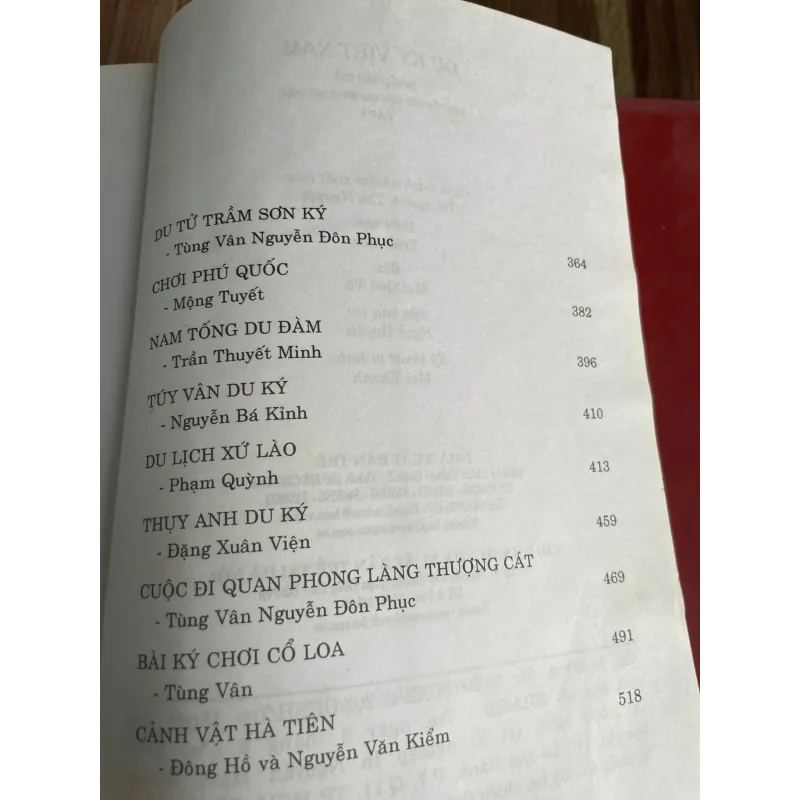 DU TỬ TRẦM SƠN KÝ
- Tùng Vân Nguyễn Đôn Phục 364
CHƠI PHÚ QUỐC
- Mộng Tuyết 382
NAM TỐNG DU ĐÀM
- Trần Thuyết Minh 396
TÚY VÂN DU KÝ
- Nguyễn Bá Kỉnh 410
DU LỊCH XỨ LÀO
- Phạm Quỳnh 413
THỤY ANH DU KÝ
- Đặng Xuân Viện 459
CUỘC ĐI QUAN PHONG LÀNG THƯỢNG CÁT
- Tùng Vân Nguyễn Đôn Phục 469
BÀI KÝ CHƠI CỔ LOA
- Tùng Vân 491
CẢNH VẬT HÀ TIÊN
- Đông Hồ và Nguyễn Văn Kiểm 518